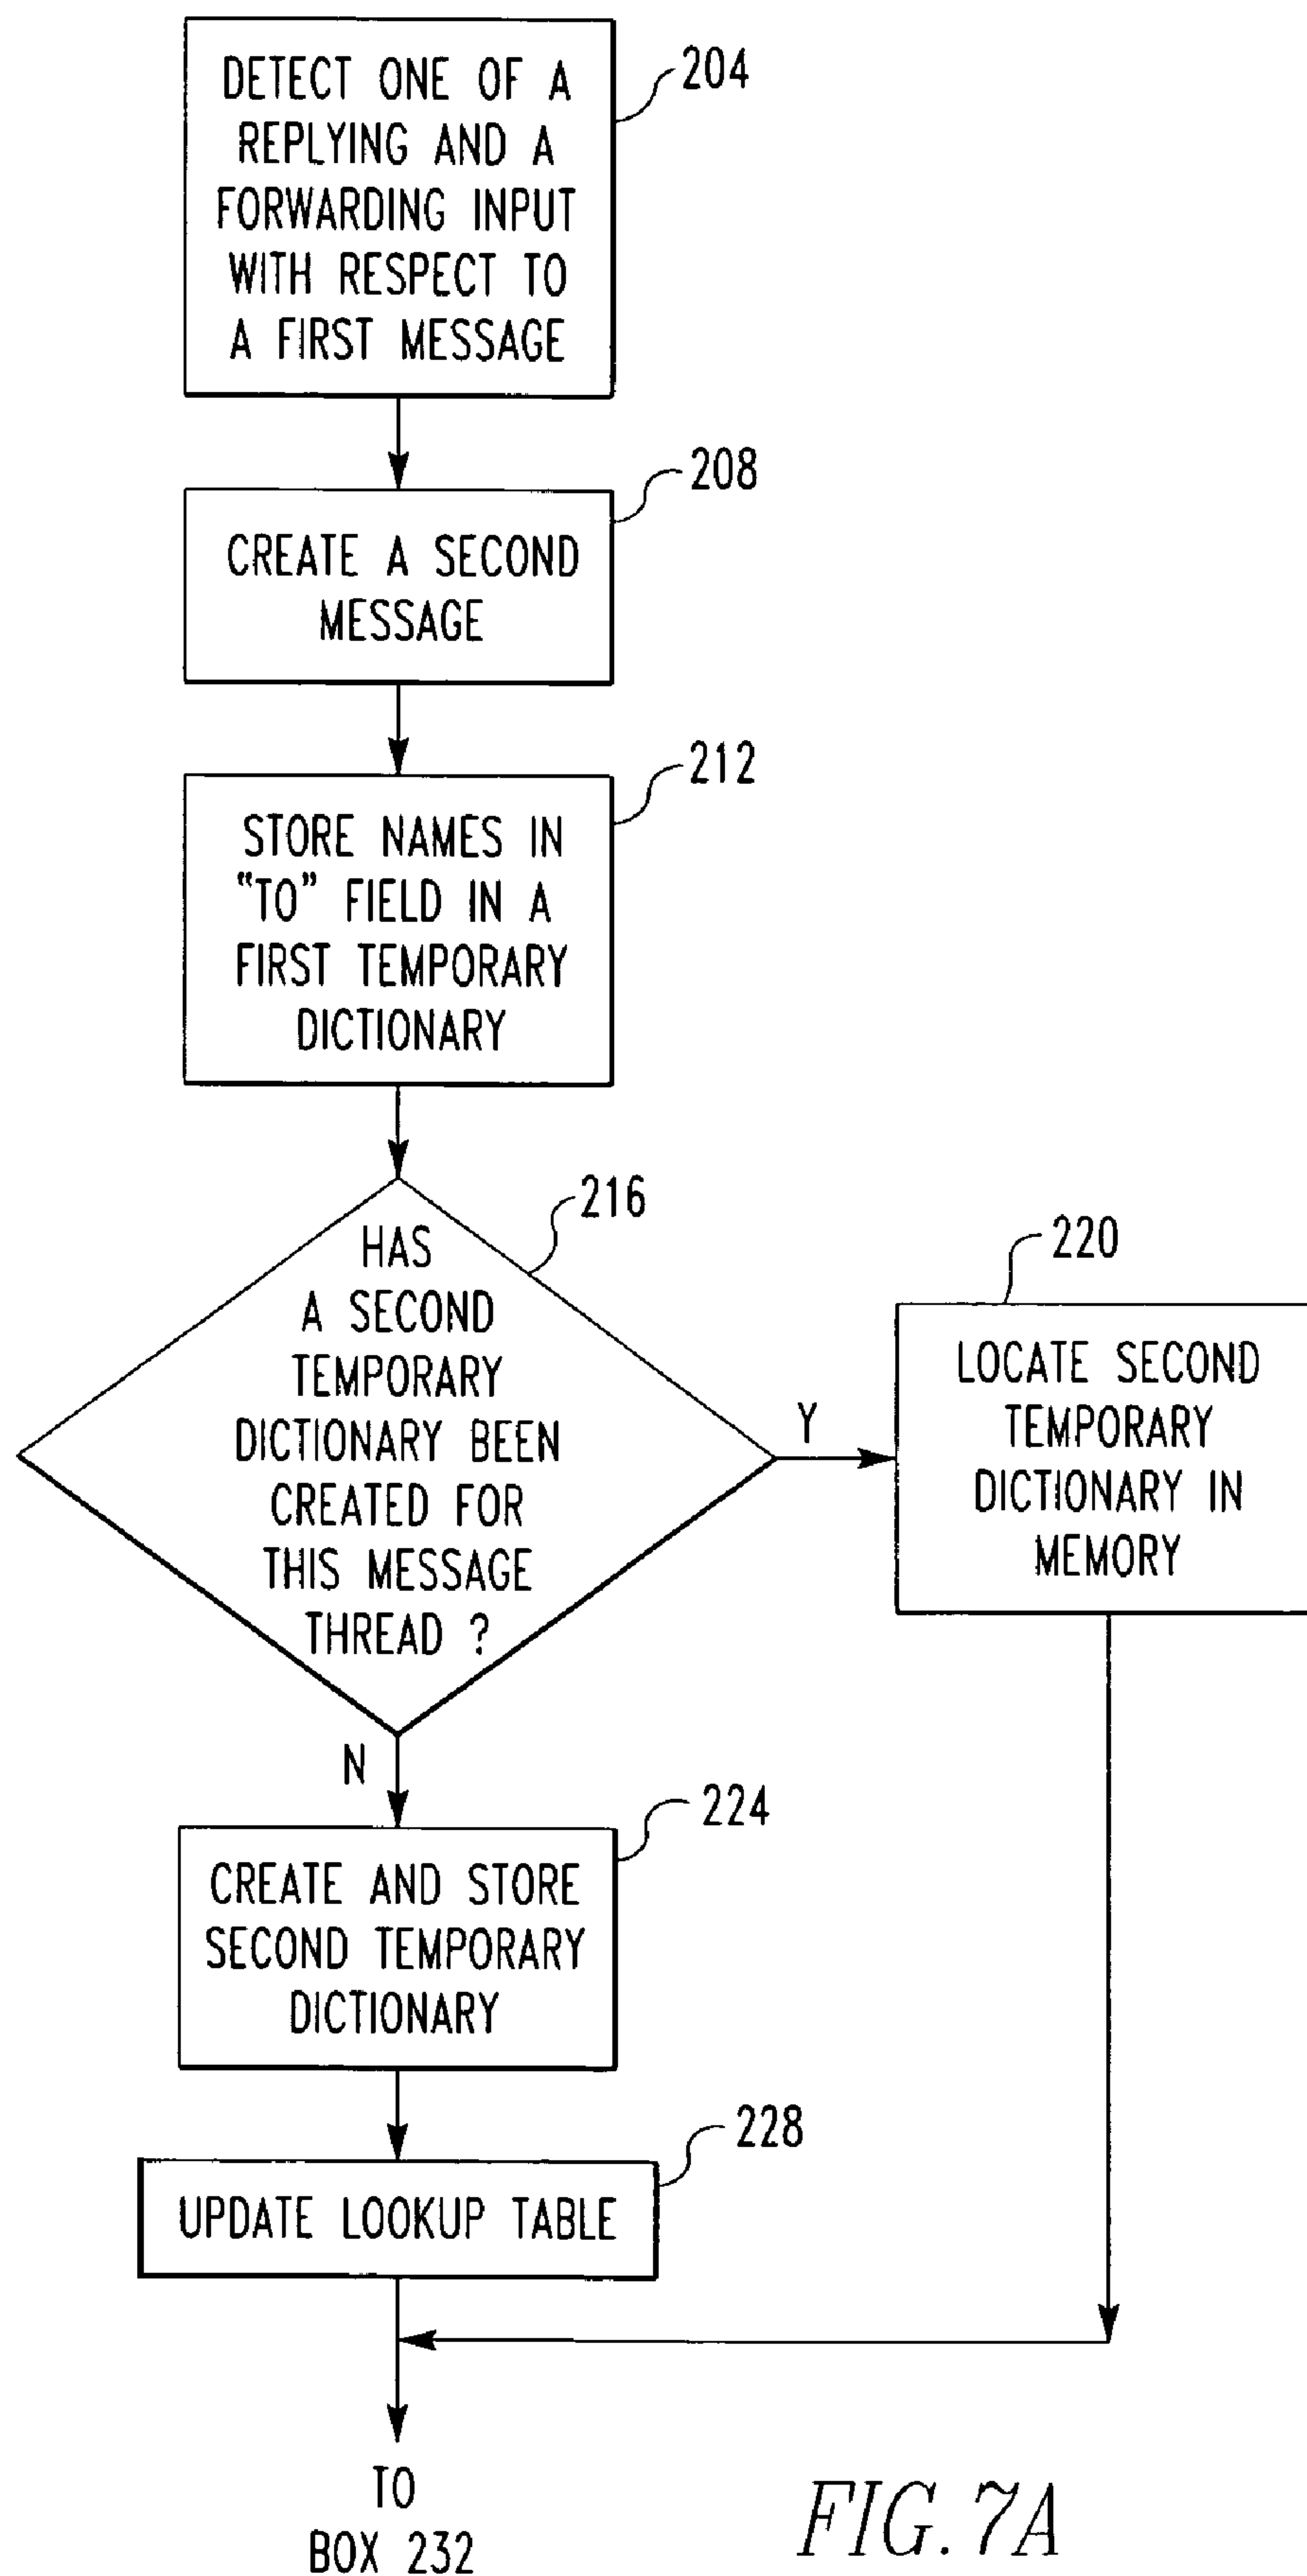 DETECT ONE OF A
REPLYING AND A
FORWARDING INPUT
WITH RESPECT TO
A FIRST MESSAGE
204
CREATE A SECOND
MESSAGE
208
STORE NAMES IN
“TO” FIELD IN A
FIRST TEMPORARY
DICTIONARY
212
HAS
A SECOND
TEMPORARY
DICTIONARY BEEN
CREATED FOR
THIS MESSAGE
THREAD ?
216
Y
LOCATE SECOND
TEMPORARY
DICTIONARY IN
MEMORY
220
N
CREATE AND STORE
SECOND TEMPORARY
DICTIONARY
224
UPDATE LOOKUP TABLE
228
TO
BOX 232
FIG. 7A